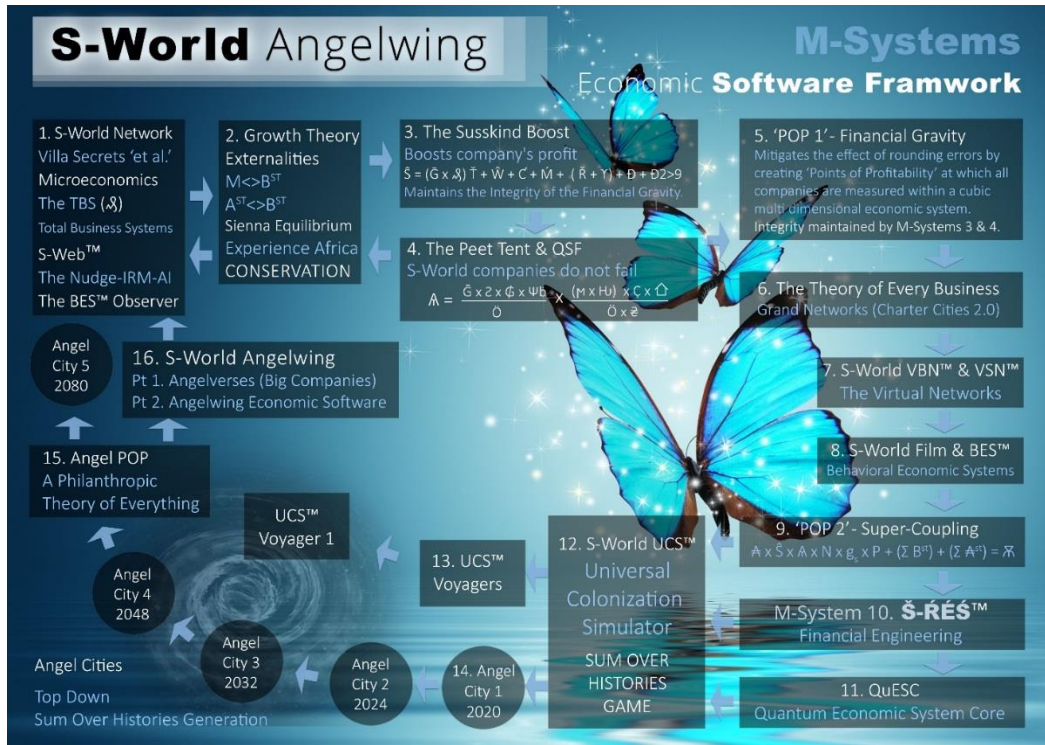 S-World Angelwing
M-Systems
Economic Software Framwork
1. S-World Network
Villa Secrets 'et al.'
Microeconomics
The TBS (𝓼)
Total Business Systems
S-Web™
The Nudge-IRM-AI
The BES™ Observer
2. Growth Theory
Externalities
M<>Bˢᵀ
Aˢᵀ<>Bˢᵀ
Sienna Equilibrium
Experience Africa
CONSERVATION
3. The Susskind Boost
Boosts company's profit
Maintains the Integrity of the Financial Gravity.
4. The Peet Tent & QSF
S-World companies do not fail
5. 'POP 1'- Financial Gravity
Mitigates the effect of rounding errors by
creating 'Points of Profitability' at which all
companies are measured within a cubic
multi dimensional economic system.
Integrity maintained by M-Systems 3 & 4.
6. The Theory of Every Business
Grand Networks (Charter Cities 2.0)
7. S-World VBN™ & VSN™
The Virtual Networks
8. S-World Film & BES™
Behavioral Economic Systems
9. 'POP 2'- Super-Coupling
M-System 10. Š-ŔÉŚ™
Financial Engineering
11. QuESC
Quantum Economic System Core
12. S-World UCS™
Universal
Colonization
Simulator
SUM OVER
HISTORIES
GAME
13. UCS™
Voyagers
UCS™
Voyager 1
14. Angel
City 1
2020
Angel
City 2
2024
Angel
City 3
2032
Angel
City 4
2048
15. Angel POP
A Philanthropic
Theory of Everything
16. S-World Angelwing
Pt 1. Angelverses (Big Companies)
Pt 2. Angelwing Economic Software
Angel
City 5
2080
Angel Cities
Top Down
Sum Over Histories Generation